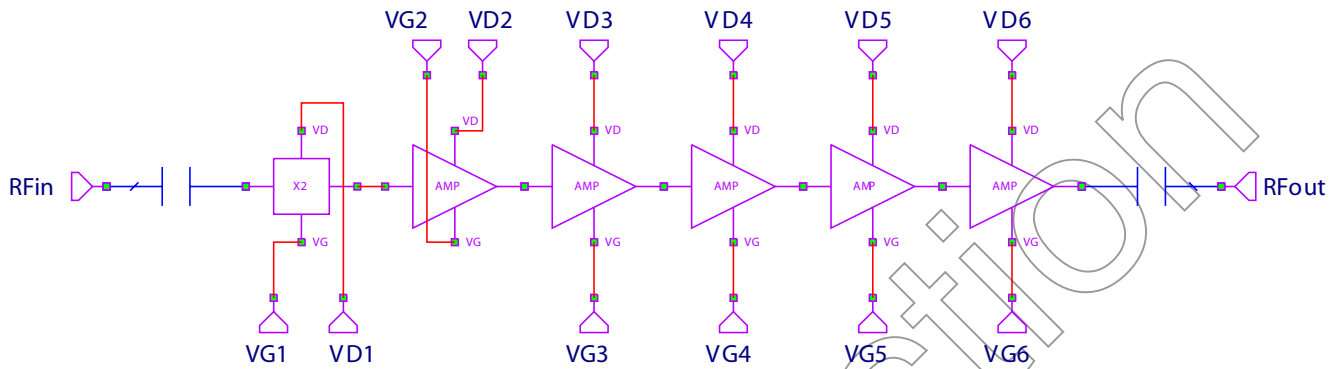 VG2 VD2 VD3 VD4 VD5 VD6
VD VD VD VD VD VD
RFin X2 AMP AMP AMP AMP AMP RFout
VG VG VG VG VG VG
VG1 VD1 VG3 VG4 VG5 VG6
ction